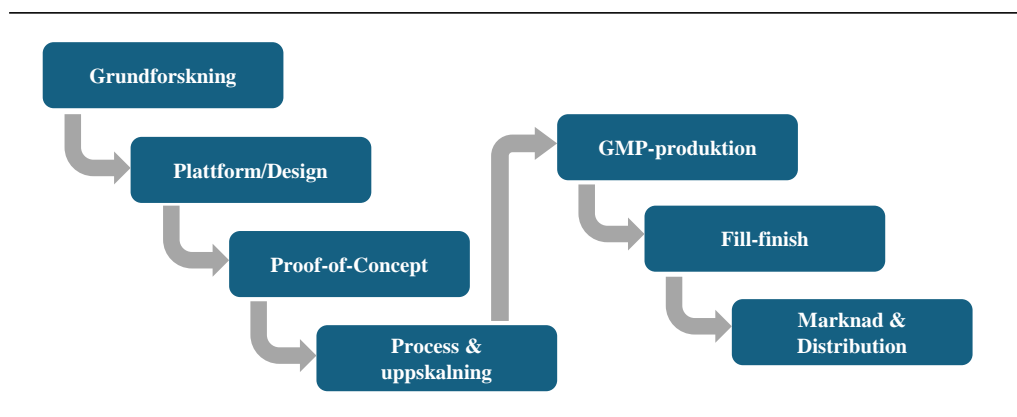 Grundforskning
Plattform/Design
Proof-of-Concept
Process &
uppskalning
GMP-produktion
Fill-finish
Marknad &
Distribution